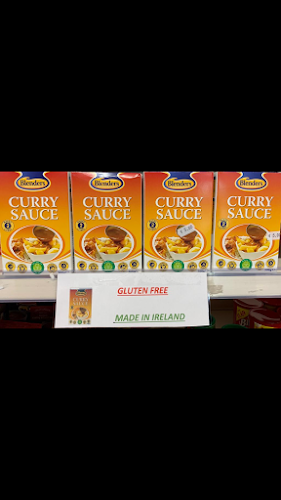 Blenders Blenders Blenders Blenders
CURRY CURRY CURRY CURRY
SAUCE SAUCE SAUCE SAUCE
GLUTEN FREE
MADE IN IRELAND